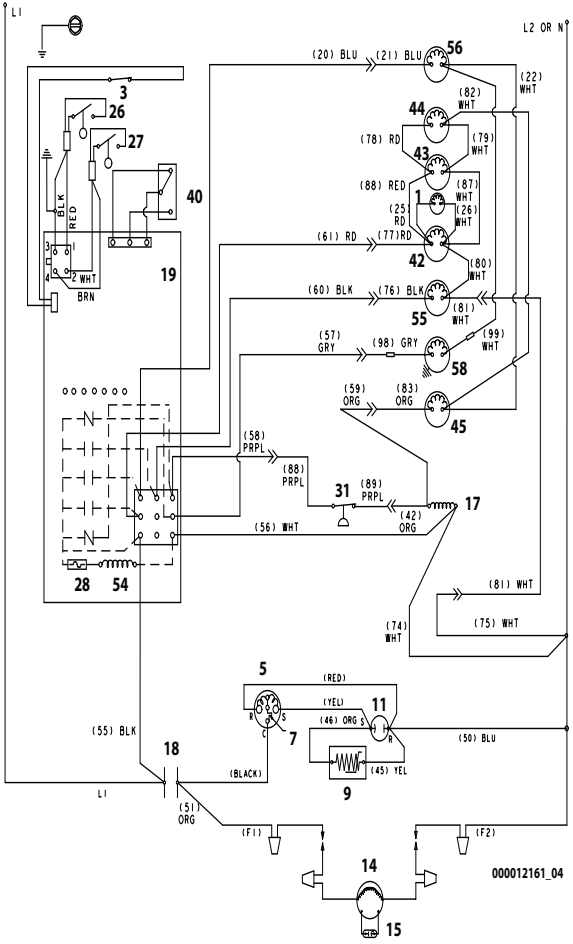 L1
L2 OR N
(20) BLU
(21) BLU
56
(22)
WHT
3
26
27
44
(82)
WHT
(78) RD
(79)
WHT
43
(88) RED
(87)
WHT
1
(25)
RD
(26)
WHT
40
BLK
RED
(61) RD
(77)RD
42
(80)
WHT
3
1
4
2
WHT
BRN
19
(60) BLK
(76) BLK
55
(81)
WHT
(57)
GRY
(98) GRY
(99)
WHT
58
(59)
ORG
(83)
ORG
45
(58)
PRPL
(88)
PRPL
31
(89)
PRPL
17
(42)
ORG
(56) WHT
28
54
(81) WHT
(74)
WHT
(75) WHT
5
(RED)
(YEL)
11
R
S
C
7
(46) ORG
S
R
(50) BLU
(55) BLK
18
(BLACK)
9
(45) YEL
L1
(51)
ORG
(F1)
(F2)
14
15
000012161_04